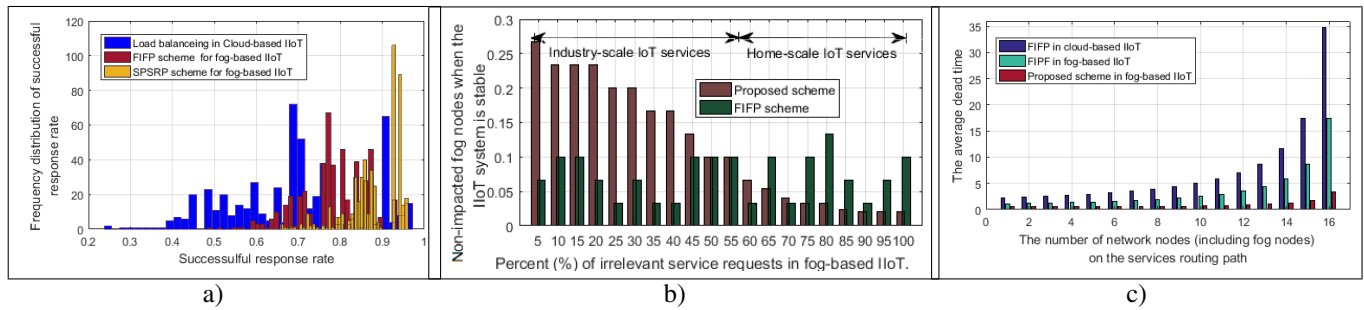 Frequency distribution of successful
response rate
120
100
80
60
40
20
0
Load balanceing in Cloud-based IIoT
FIFP scheme for fog-based IIoT
SPSRP scheme for fog-based IIoT
0.2 0.3 0.4 0.5 0.6 0.7 0.8 0.9 1
Successulful response rate
a)
Non-impacted fog nodes when the
IIoT system is stable
0.3
0.25
0.2
0.15
0.1
0.05
0
Industry-scale IoT services
Home-scale IoT services
Proposed scheme
FIFP scheme
5 10 15 20 25 30 35 40 45 50 55 60 65 70 75 80 85 90 95 100
Percent (%) of irrelevant service requests in fog-based IIoT.
b)
The average dead time
35
30
25
20
15
10
5
0
FIFP in cloud-based IIoT
FIPF in fog-based IIoT
Proposed scheme in fog-based IIoT
0 2 4 6 8 10 12 14 16
The number of network nodes (including fog nodes)
on the services routing path
c)